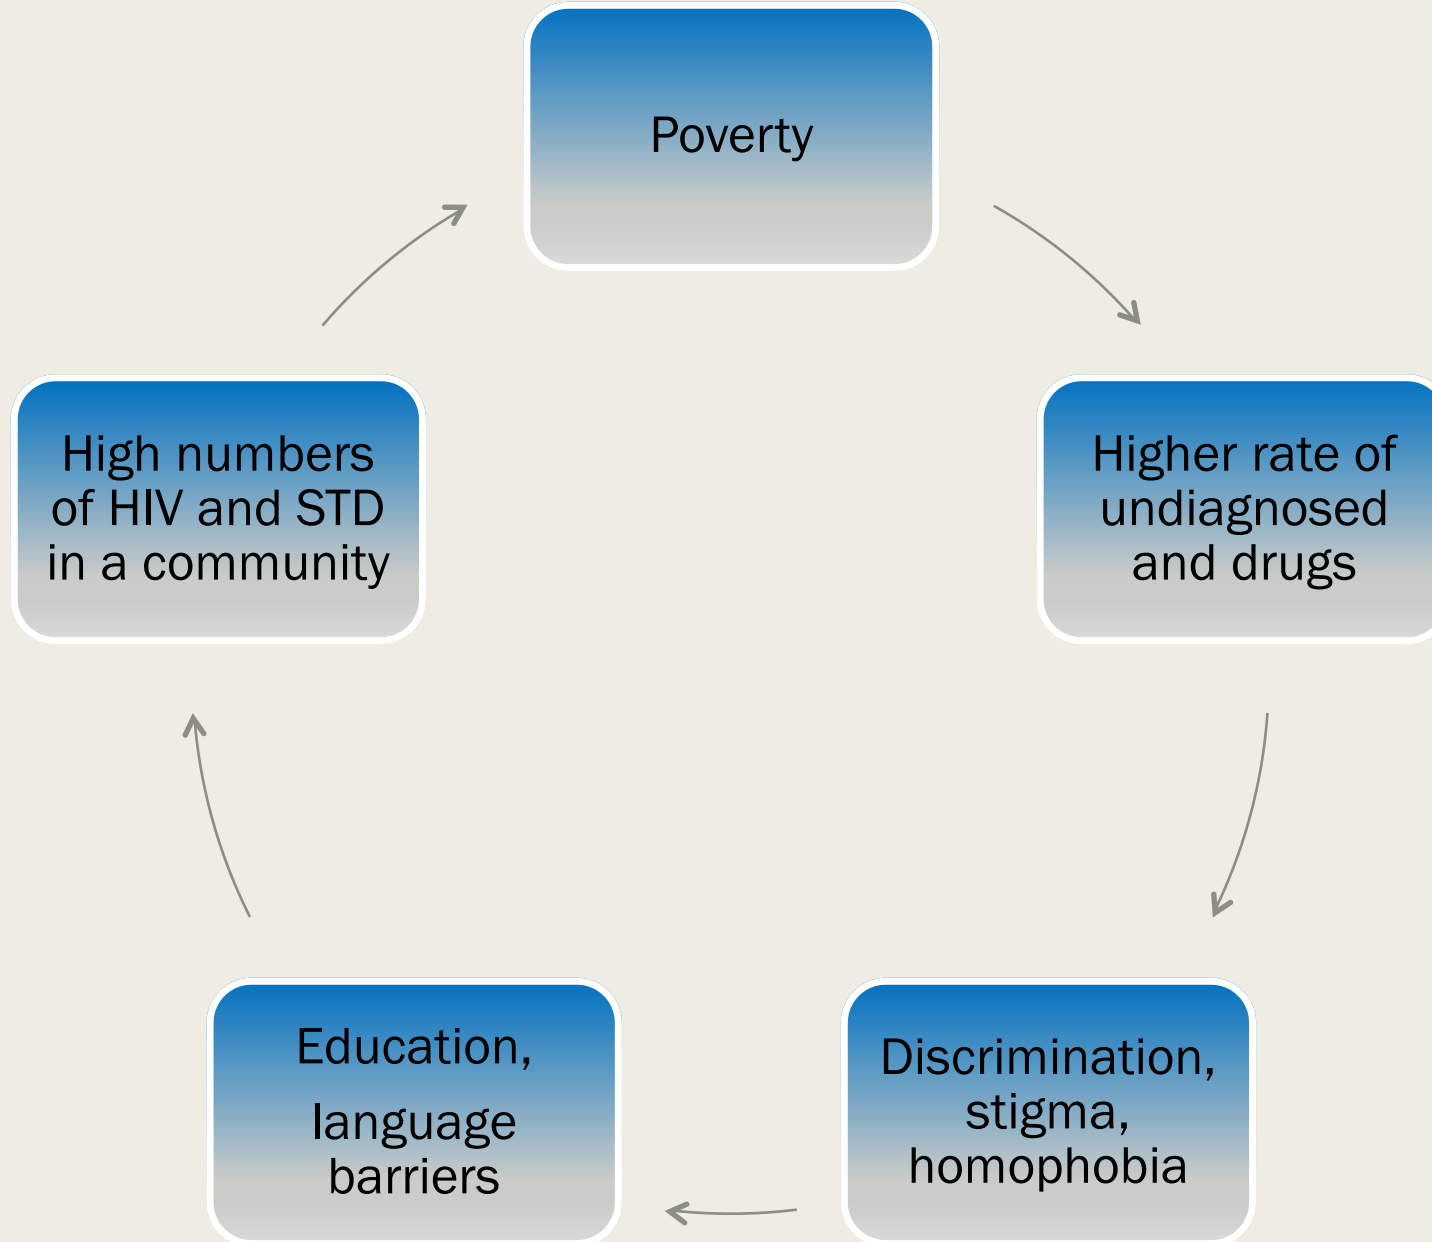 Poverty
High numbers
of HIV and STD
in a community
Higher rate of
undiagnosed
and drugs
Education,
language
barriers
Discrimination,
stigma,
homophobia